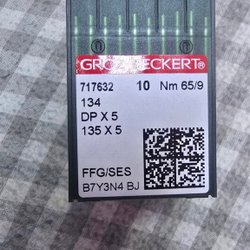 GROZ-BECKERT®
717632 10 Nm 65/9
134
DP X 5
135 X 5
FFG/SES
B7Y3N4 BJ